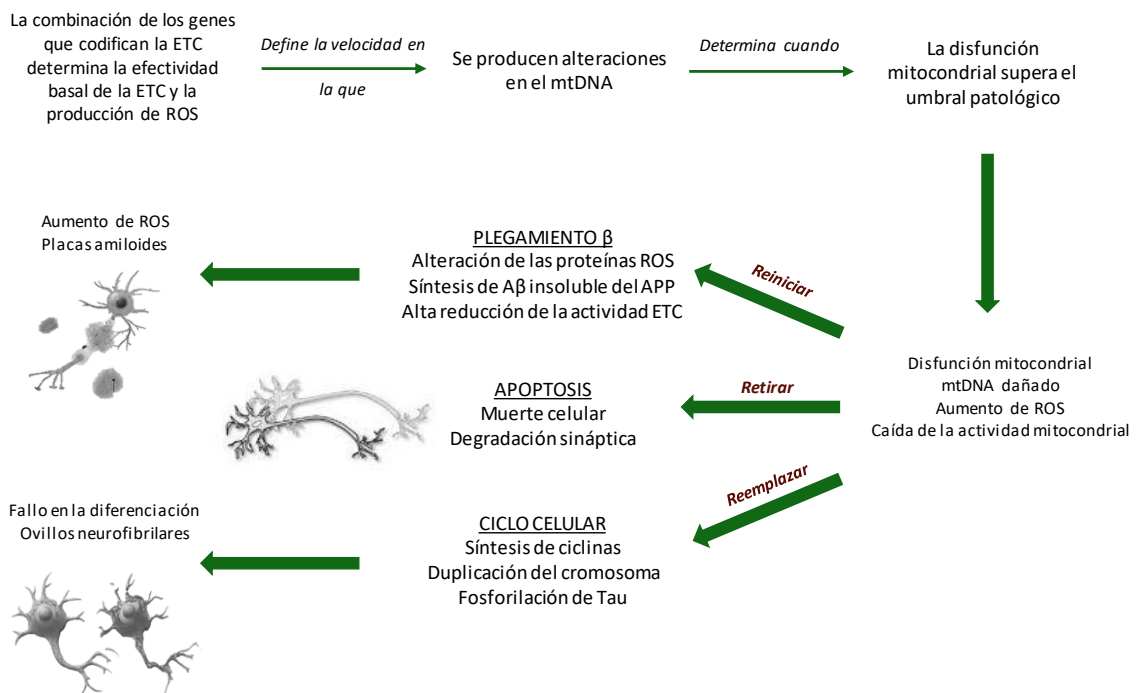 La combinación de los genes
que codifican la ETC
determina la efectividad
basal de la ETC y la
producción de ROS
Define la velocidad en
la que
Se producen alteraciones
en el mtDNA
Determina cuando
La disfunción
mitocondrial supera el
umbral patológico
Aumento de ROS
Placas amiloides
PLEGAMIENTO β
Alteración de las proteínas ROS
Síntesis de Aβ insoluble del APP
Alta reducción de la actividad ETC
Reiniciar
Disfunción mitocondrial
mtDNA dañado
Aumento de ROS
Caída de la actividad mitocondrial
APOPTOSIS
Muerte celular
Degradación sináptica
Retirar
Reemplazar
Fallo en la diferenciación
Ovillos neurofibrilares
CICLO CELULAR
Síntesis de ciclinas
Duplicación del cromosoma
Fosforilación de Tau